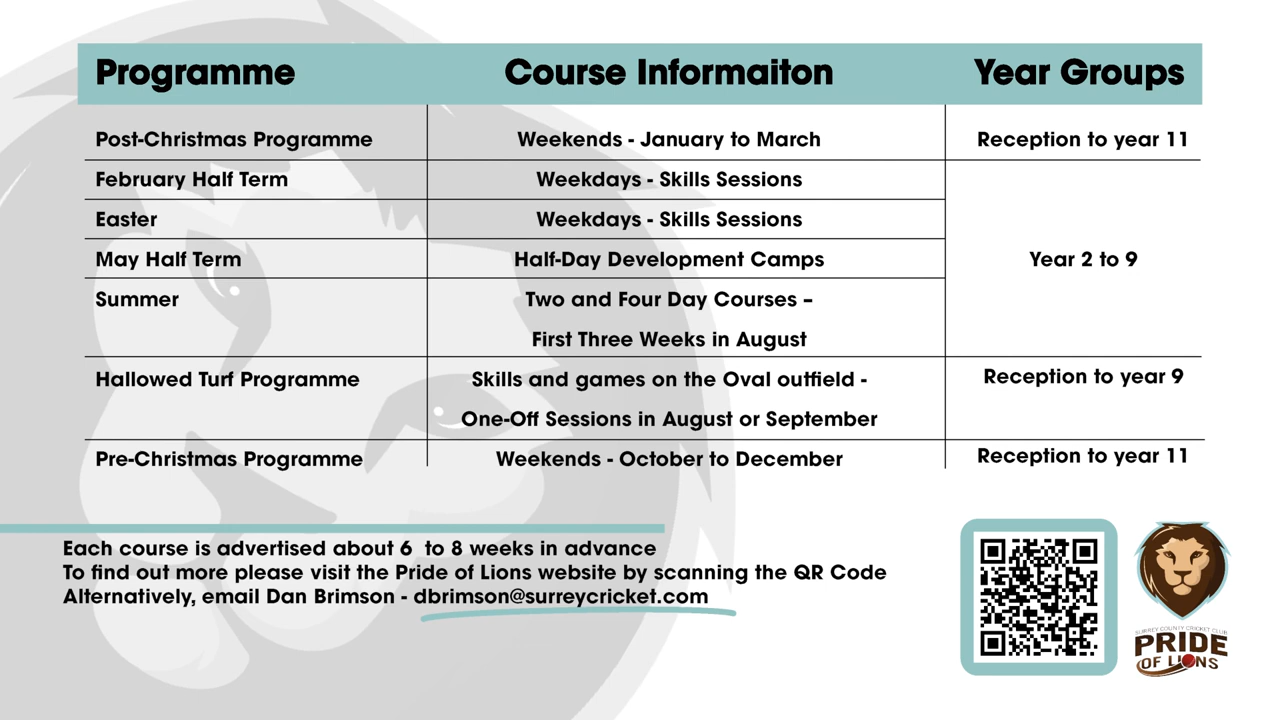 Programme Course Informaiton Year Groups
Post-Christmas Programme Weekends - January to March Reception to year 11
February Half Term Weekdays - Skills Sessions
Easter Weekdays - Skills Sessions
May Half Term Half-Day Development Camps Year 2 to 9
Summer Two and Four Day Courses –
First Three Weeks in August
Hallowed Turf Programme Skills and games on the Oval outfield - Reception to year 9
One-Off Sessions in August or September
Pre-Christmas Programme Weekends - October to December Reception to year 11
Each course is advertised about 6 to 8 weeks in advance
To find out more please visit the Pride of Lions website by scanning the QR Code
Alternatively, email Dan Brimson - dbrimson@surreycricket.com
SURREY COUNTY CRICKET CLUB
PRIDE
OF LIONS